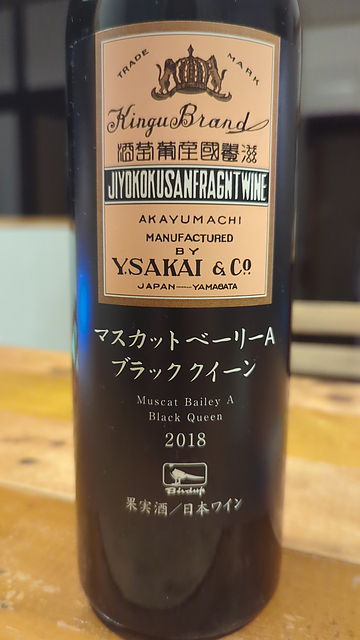 TRADE MARK
Kingu Brand
酒萄葡産國養滋
JIYOKOKUSANFRAGNTWINE
AKAYUMACHI
MANUFACTURED
BY
Y.SAKAI & Co.
JAPAN—YAMAGATA
マスカットベーリーA
ブラッククイーン
Muscat Bailey A
Black Queen
2018
Birdup
果実酒/日本ワイン